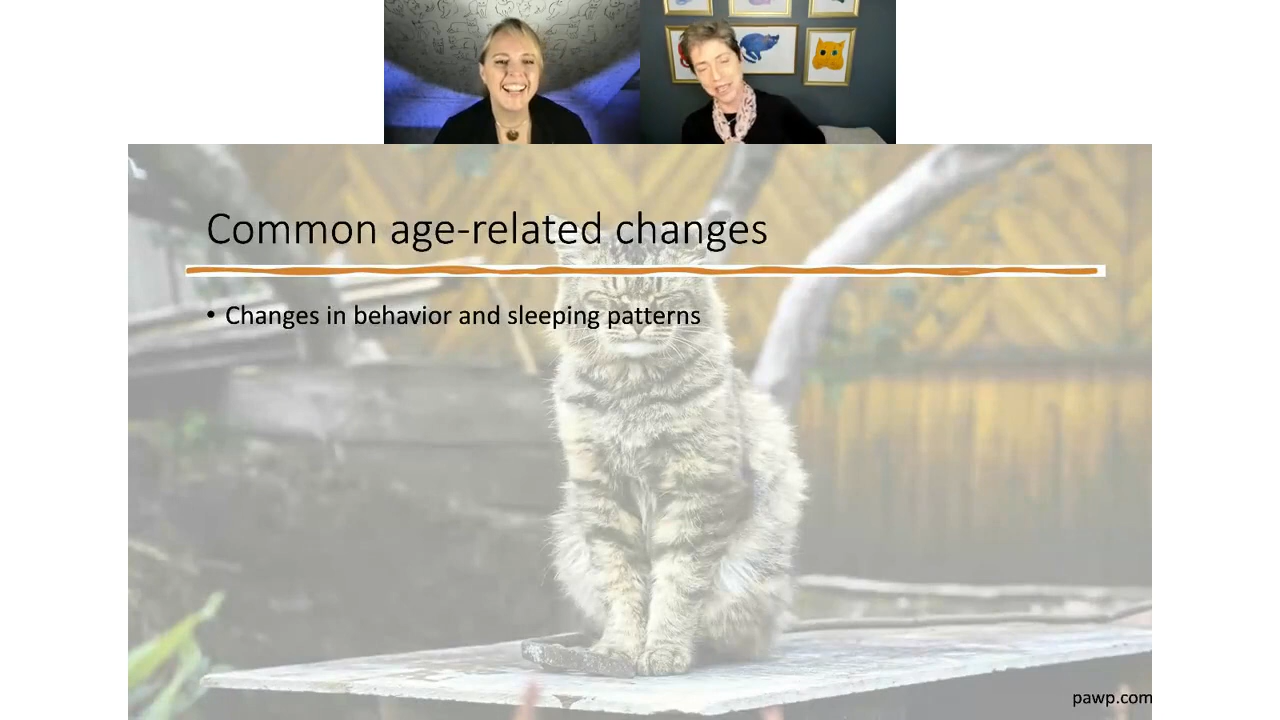 Common age-related changes
• Changes in behavior and sleeping patterns
pawp.com